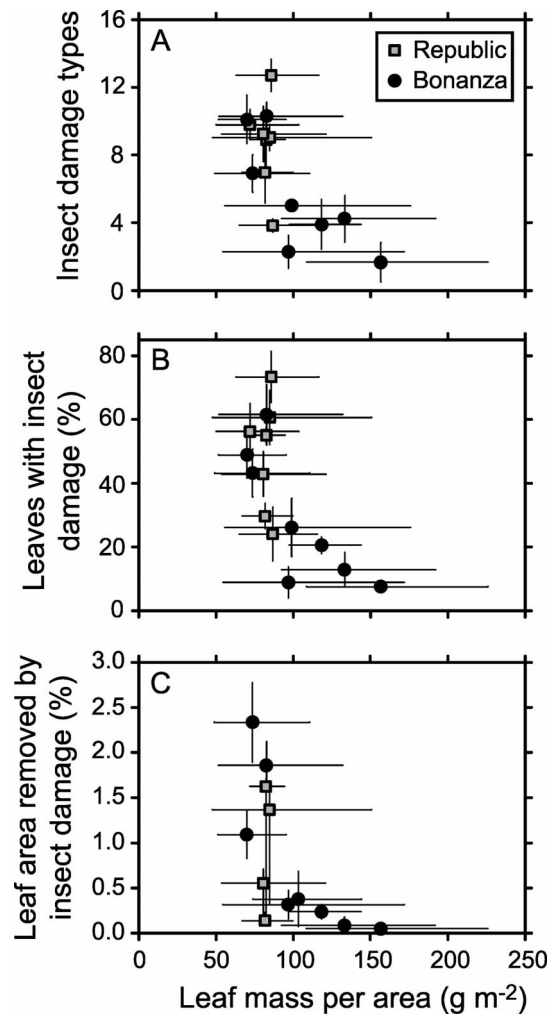 A
Republic
Bonanza
Insect damage types
16
12
8
4
0
B
Leaves with insect
damage (%)
80
60
40
20
0
C
Leaf area removed by
insect damage (%)
3.0
2.5
2.0
1.5
1.0
0.5
0.0
0 50 100 150 200 250
Leaf mass per area (g m-2)